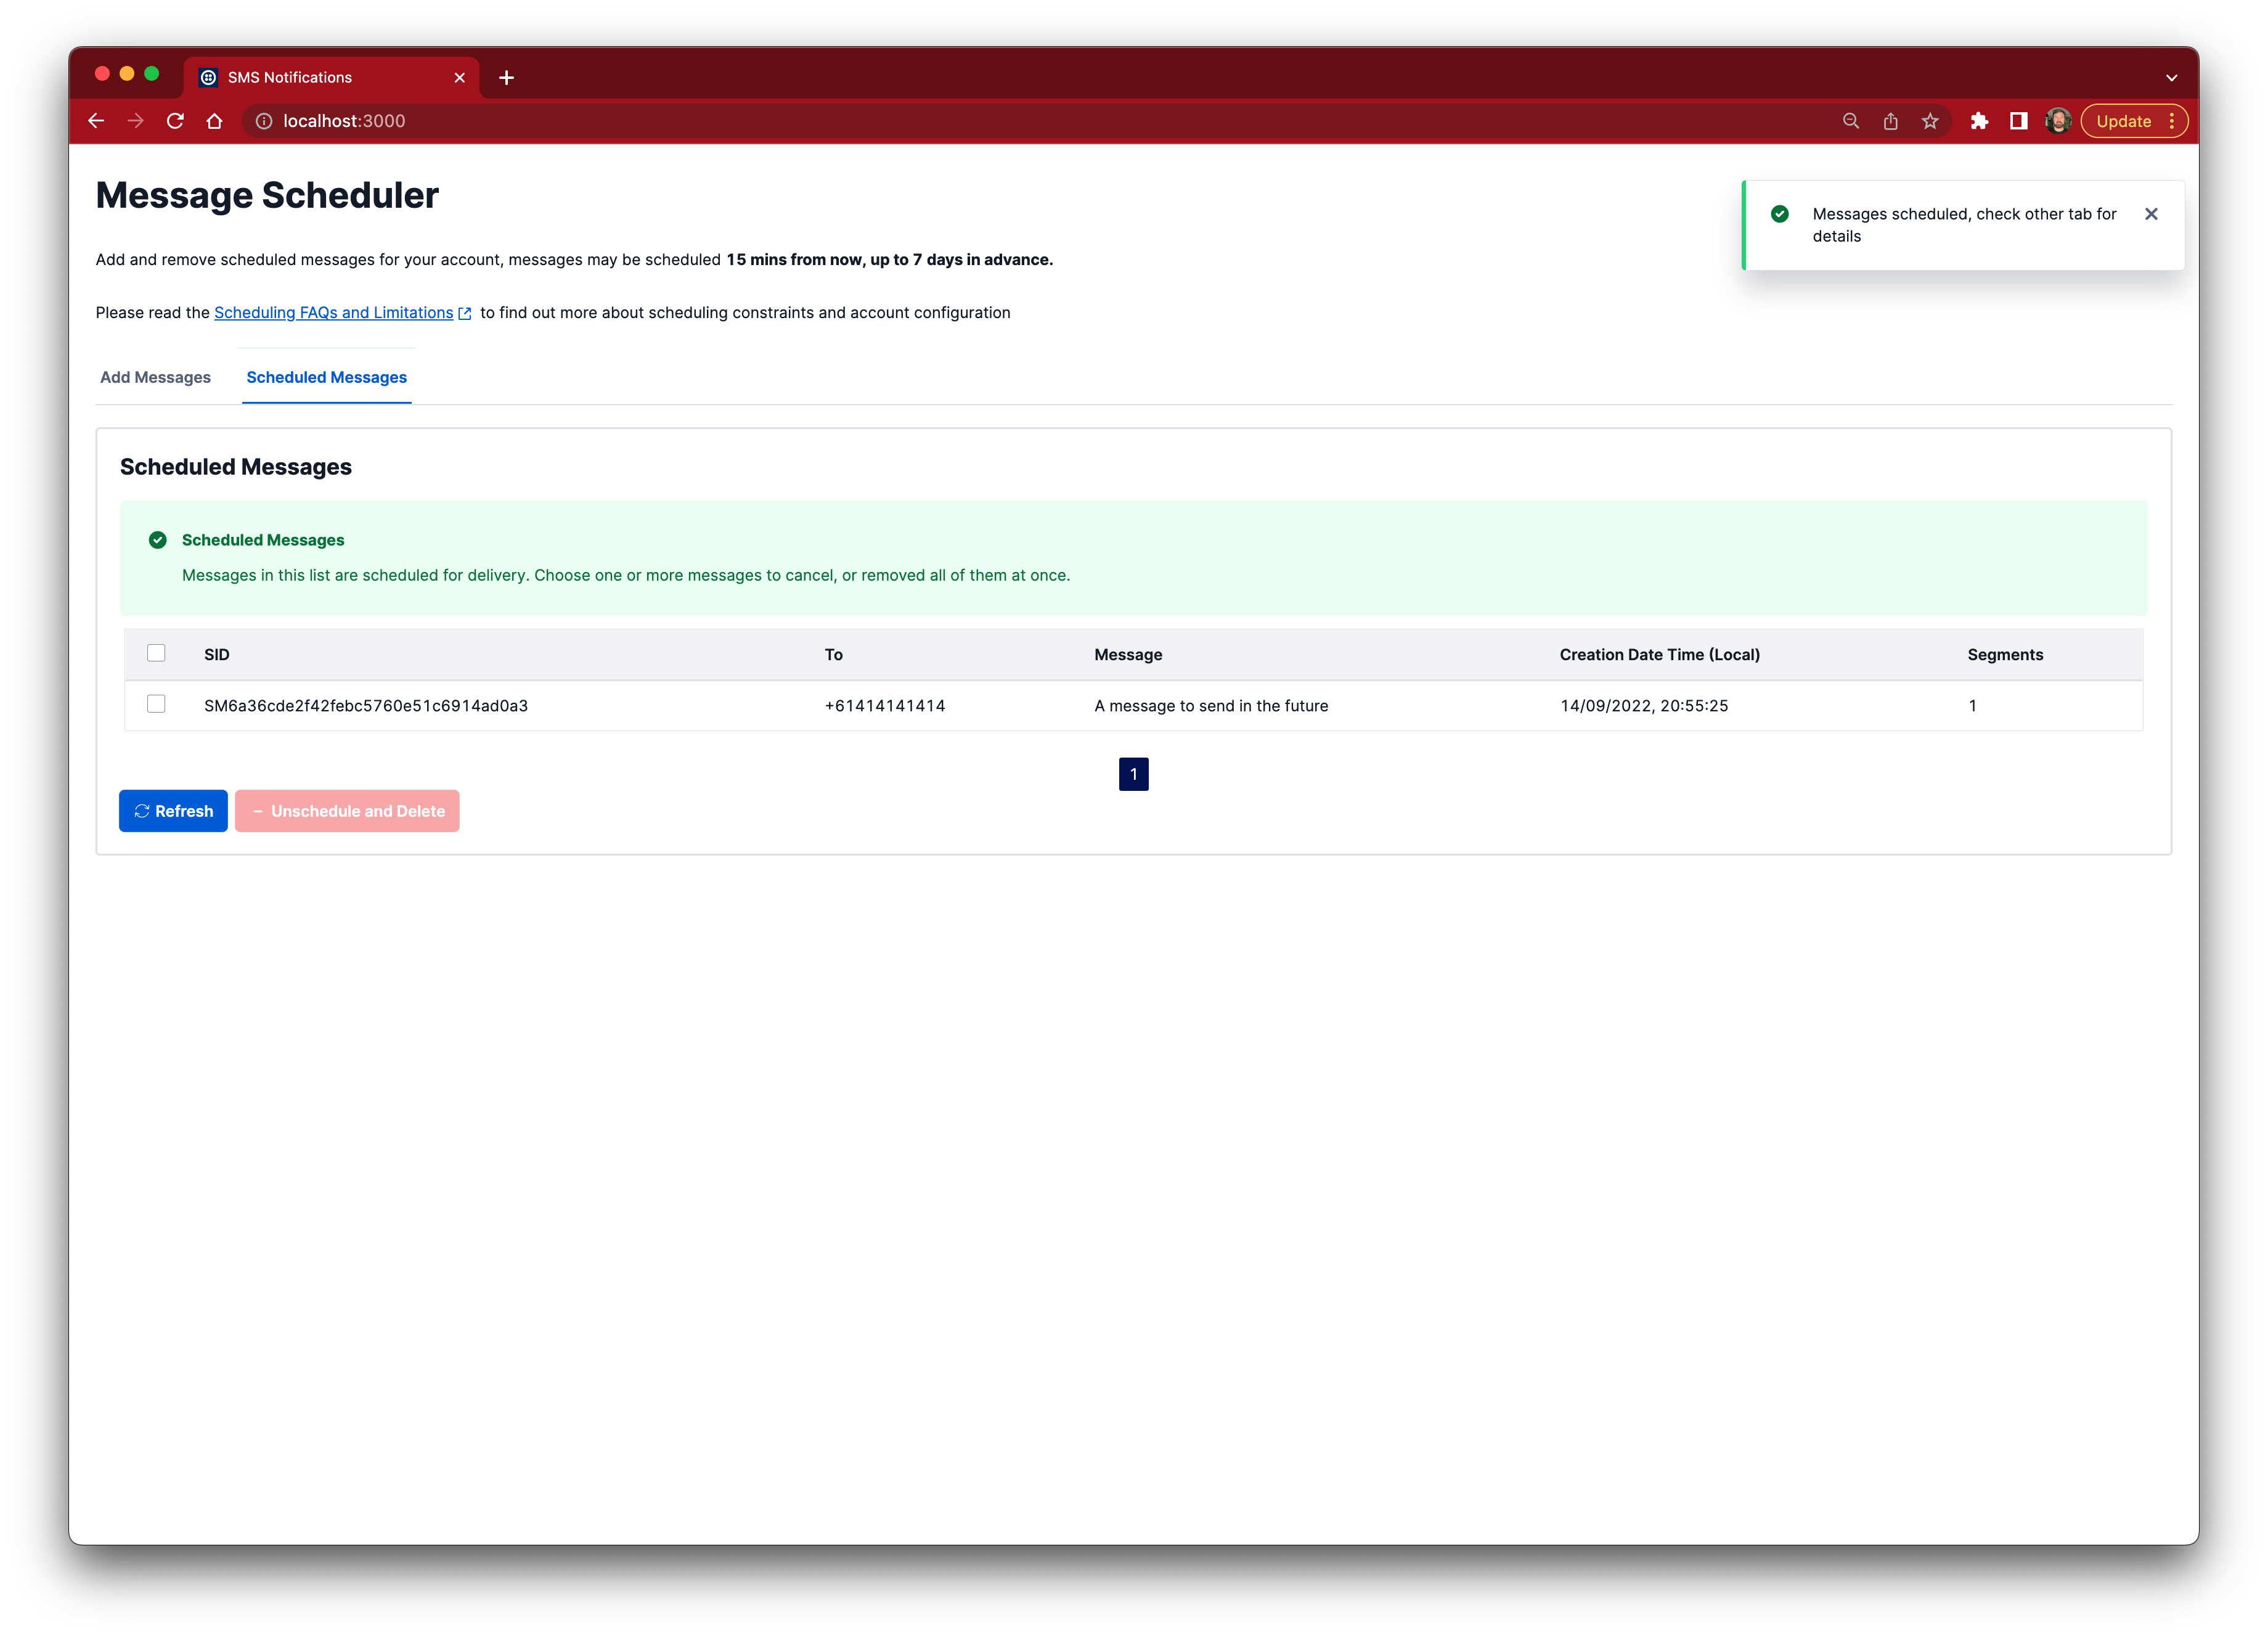 SMS Notifications
localhost:3000
Update
Message Scheduler
Messages scheduled, check other tab for
details
Add and remove scheduled messages for your account, messages may be scheduled 15 mins from now, up to 7 days in advance.
Please read the Scheduling FAQs and Limitations to find out more about scheduling constraints and account configuration
Add Messages Scheduled Messages
Scheduled Messages
Scheduled Messages
Messages in this list are scheduled for delivery. Choose one or more messages to cancel, or removed all of them at once.
SID To Message Creation Date Time (Local) Segments
SM6a36cde2f42febc5760e51c6914ad0a3 +61414141414 A message to send in the future 14/09/2022, 20:55:25 1
1
Refresh Unschedule and Delete